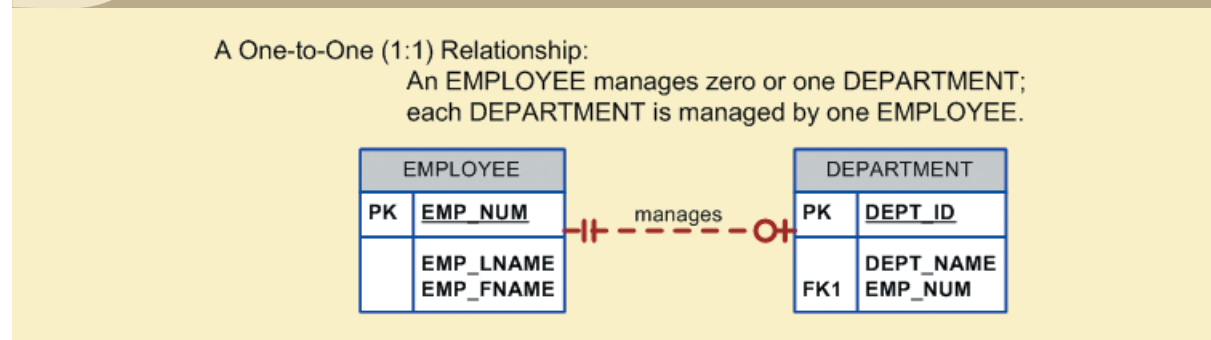 A One-to-One (1:1) Relationship:
An EMPLOYEE manages zero or one DEPARTMENT;
each DEPARTMENT is managed by one EMPLOYEE.
EMPLOYEE
PK EMP_NUM
EMP_LNAME
EMP_FNAME
manages
DEPARTMENT
PK DEPT_ID
DEPT_NAME
FK1 EMP_NUM